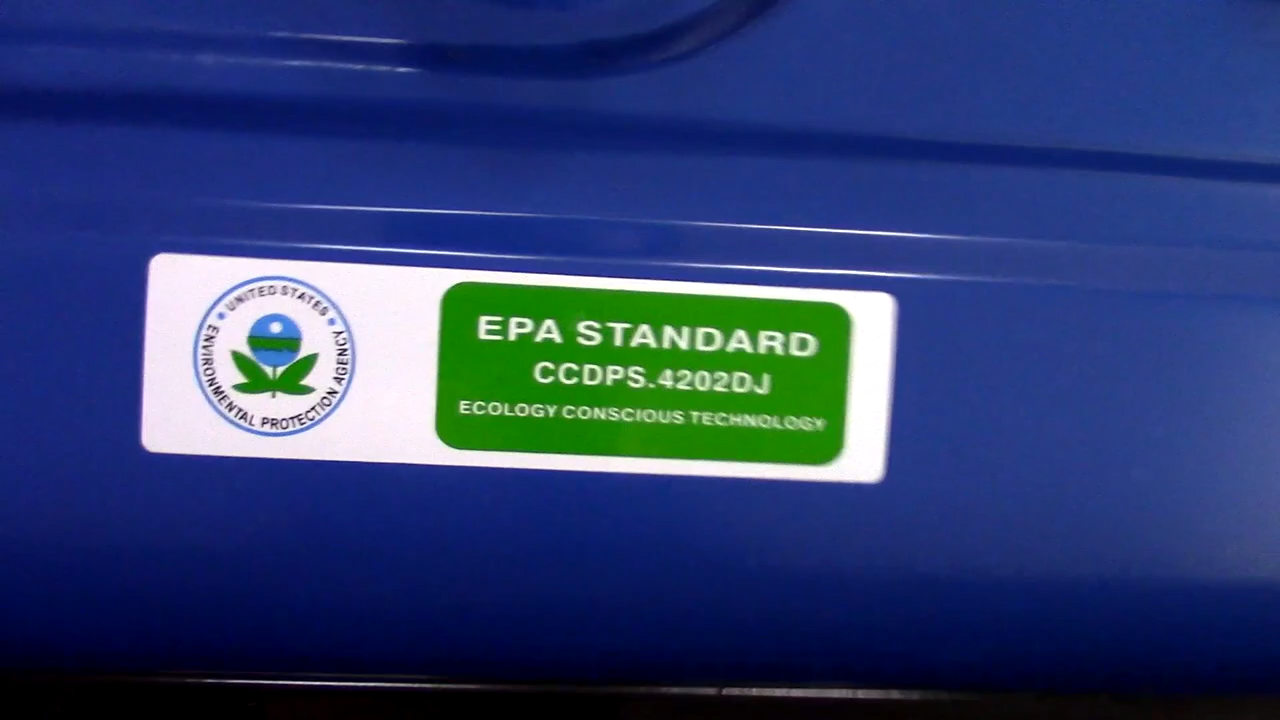 UNITED STATES
ENVIRONMENTAL PROTECTION AGENCY
EPA STANDARD
CCDPS.4202DJ
ECOLOGY CONSCIOUS TECHNOLOGY